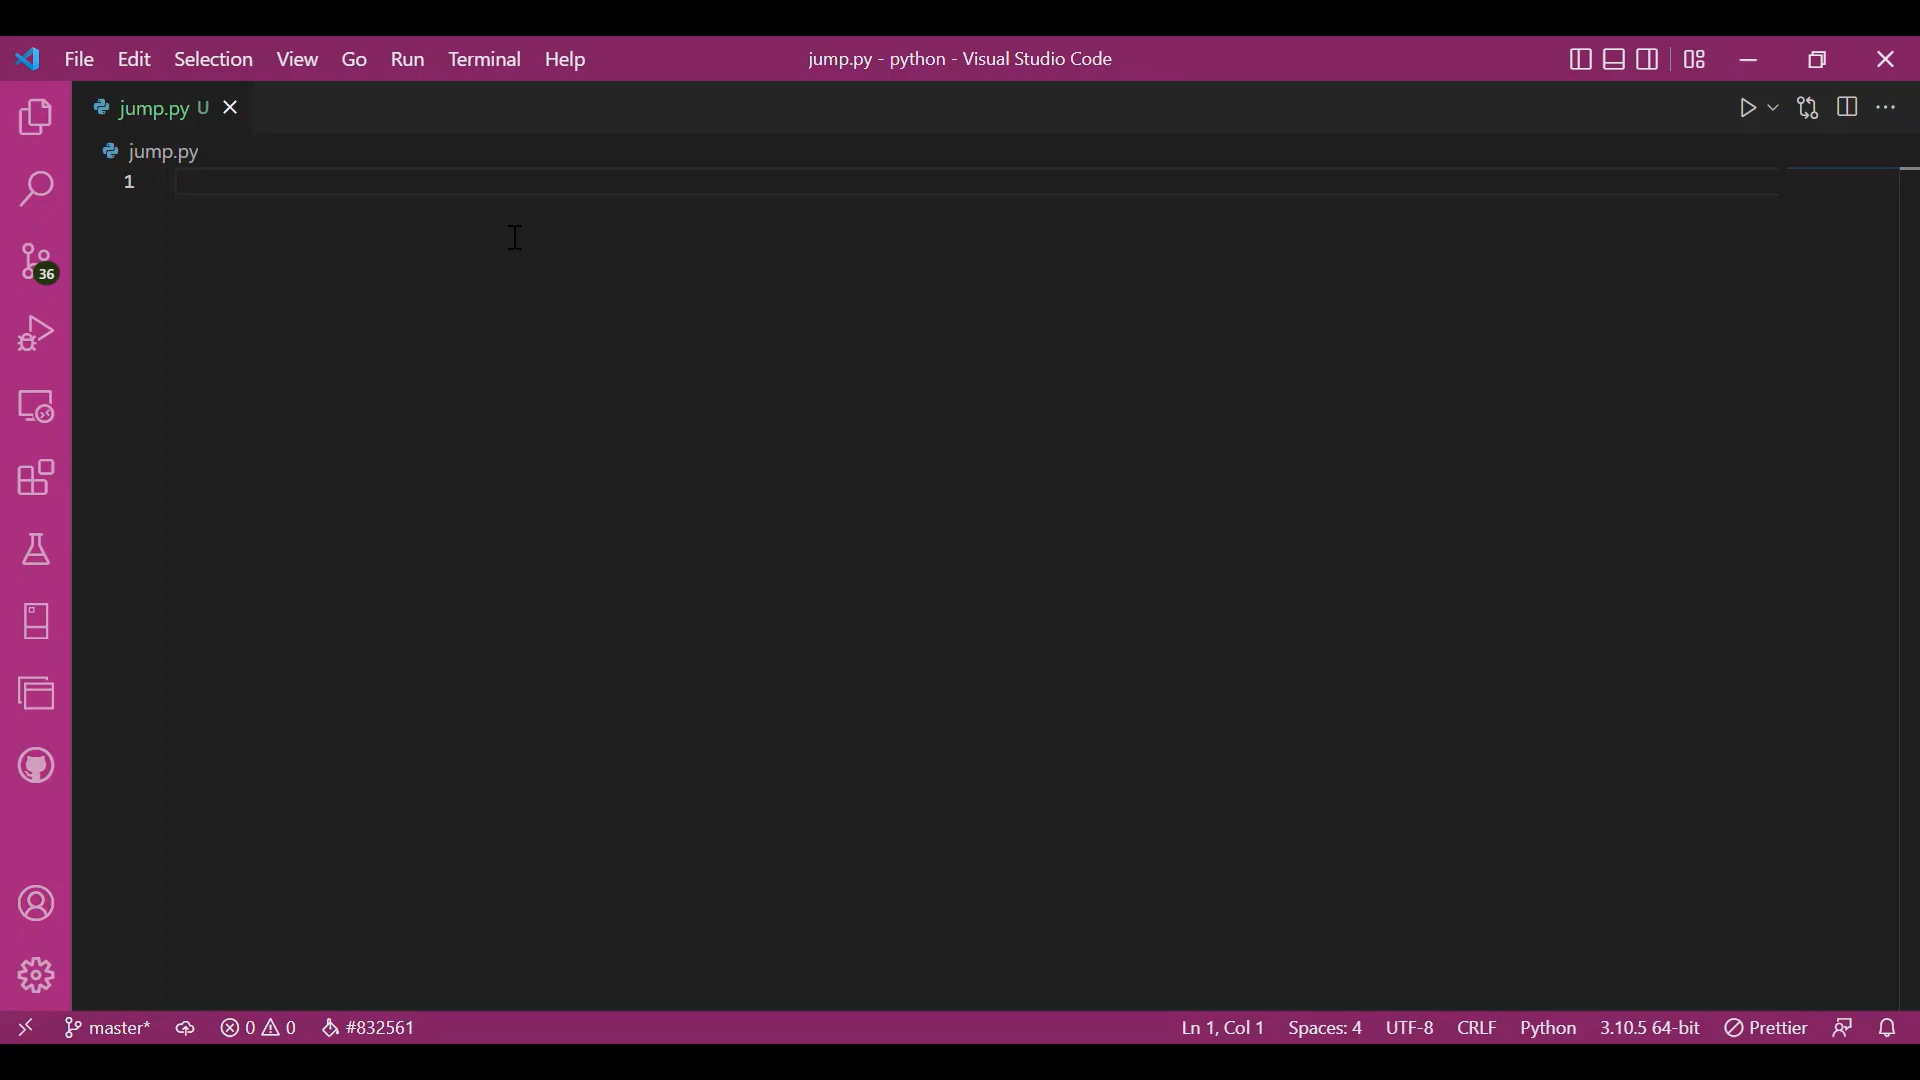 File Edit Selection View Go Run Terminal Help jump.py - python - Visual Studio Code
jump.py U
jump.py
1
36
master* 0 0 #832561 Ln 1, Col 1 Spaces: 4 UTF-8 CRLF Python 3.10.5 64-bit Prettier